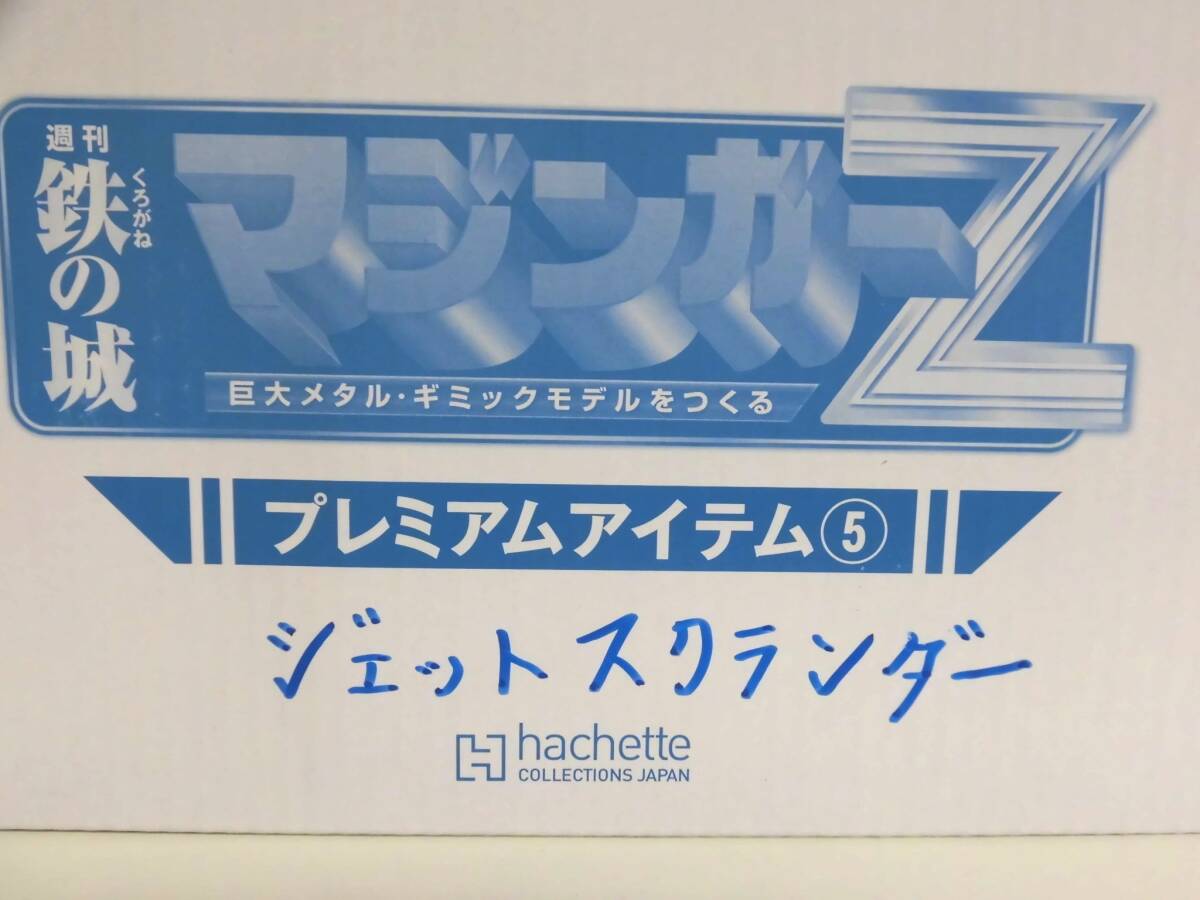 週刊
鉄の城
くろがね
マジンガーZ
巨大メタル・ギミックモデルをつくる
プレミアムアイテム⑤
ジェットスクランダー
hachette
COLLECTIONS JAPAN